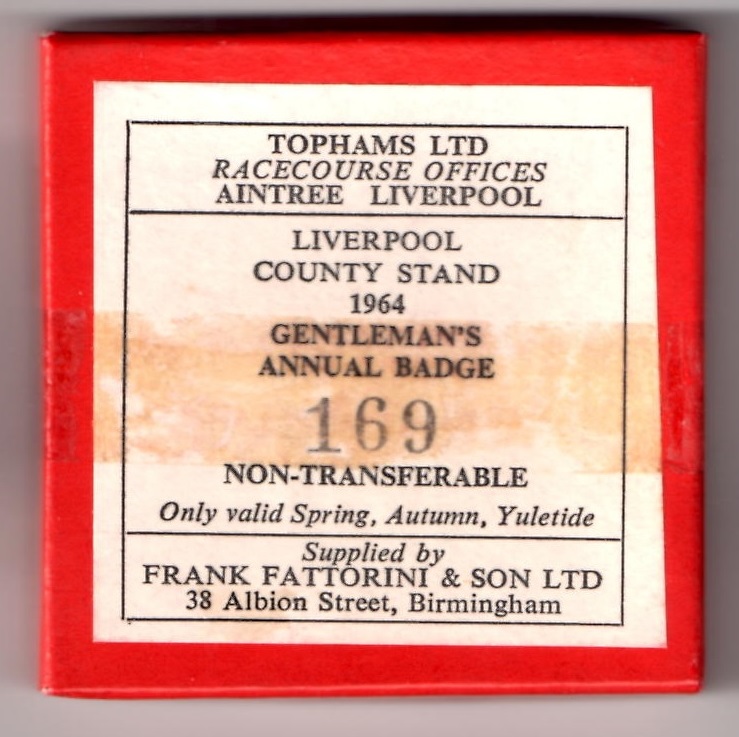 TOPHAMS LTD
RACECOURSE OFFICES
AINTREE LIVERPOOL
LIVERPOOL
COUNTY STAND
1964
GENTLEMAN'S
ANNUAL BADGE
169
NON-TRANSFERABLE
Only valid Spring, Autumn, Yuletide
Supplied by
FRANK FATTORINI & SON LTD
38 Albion Street, Birmingham